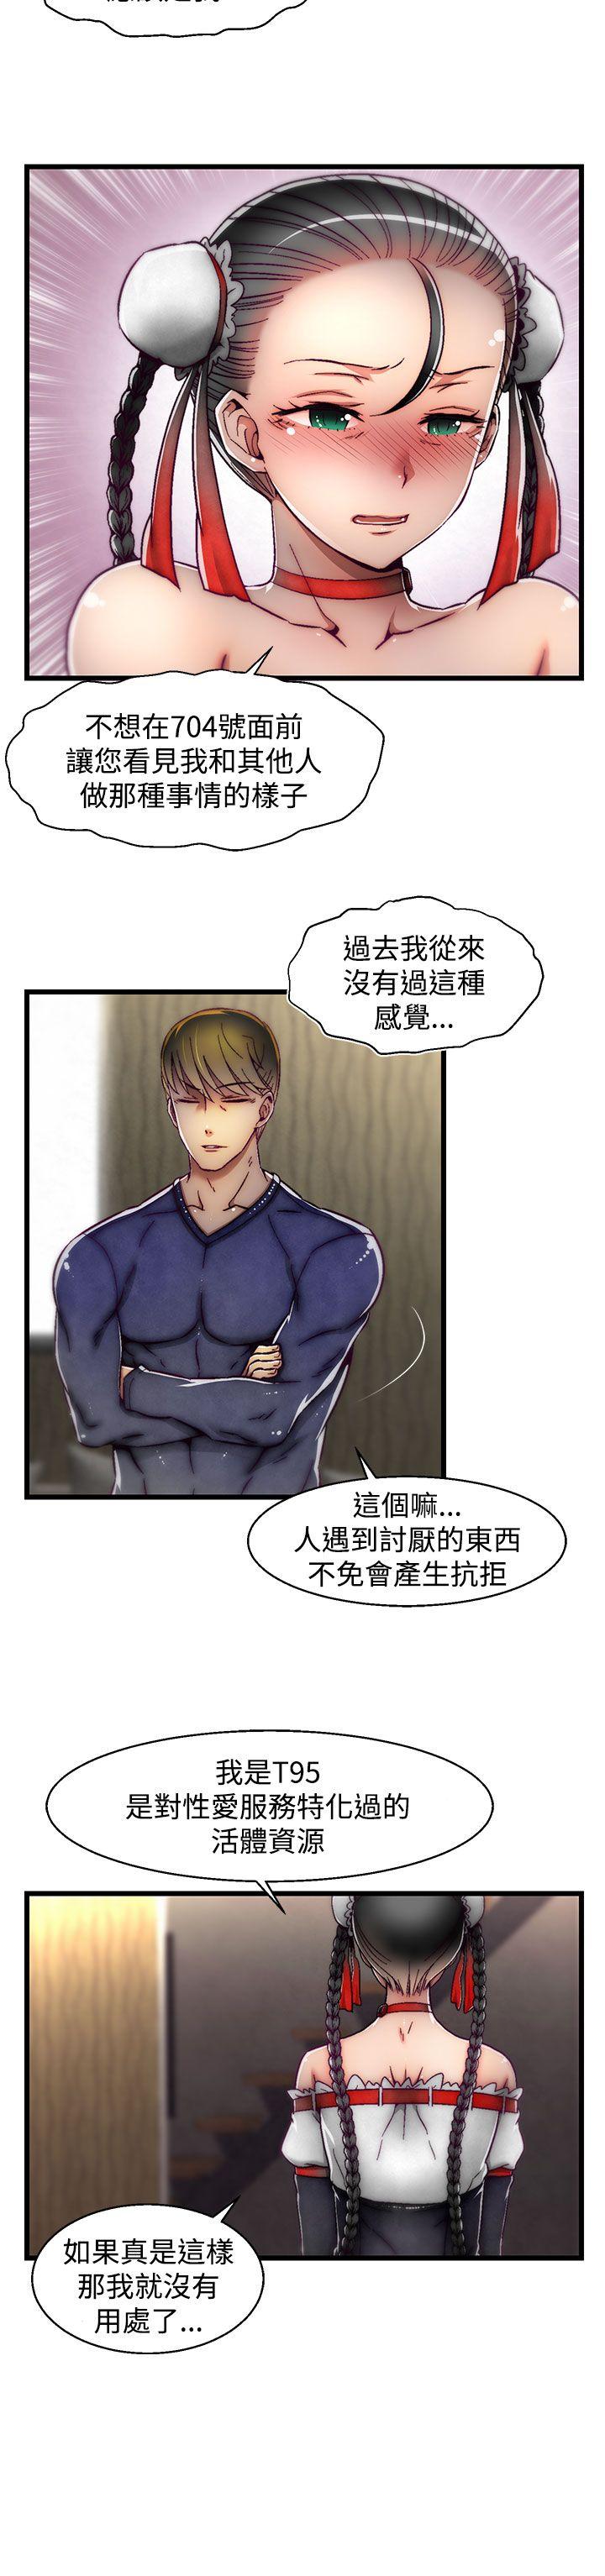 不想在704號面前
讓您看見我和其他人
做那種事情的樣子
過去我從來
沒有過這種
感覺...
這個嘛...
人遇到討厭的東西
不免會產生抗拒
我是T95
是對性愛服務特化過的
活體資源
如果真是這樣
那我就沒有
用處了...